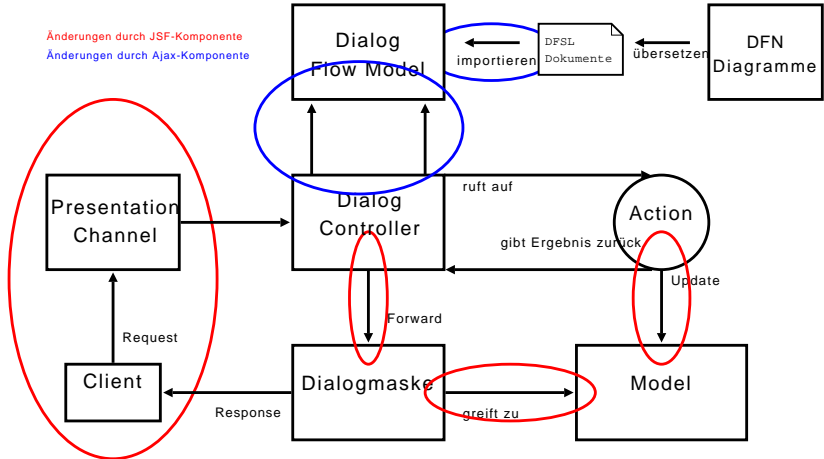 Änderungen durch JSF-Komponente
Änderungen durch Ajax-Komponente
Dialog
Flow Model
importieren
DFSL
Dokumente
übersetzen
DFN
Diagramme
Presentation
Channel
Dialog
Controller
ruft auf
Action
gibt Ergebnis zurück
Update
Request
Forward
Client
Response
Dialogmaske
greift zu
Model